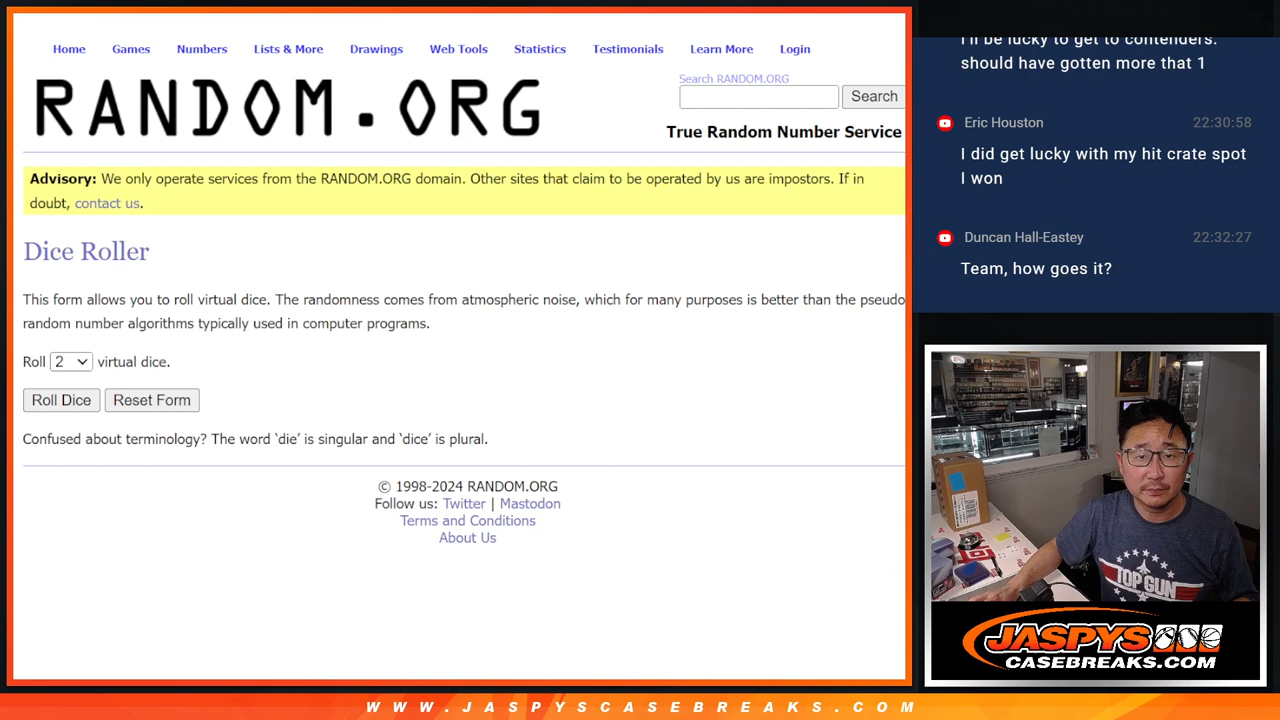 Home Games Numbers Lists & More Drawings Web Tools Statistics Testimonials Learn More Login
RANDOM.ORG
Search RANDOM.ORG
Search
True Random Number Service
Advisory: We only operate services from the RANDOM.ORG domain. Other sites that claim to be operated by us are impostors. If in
doubt, contact us.
Dice Roller
This form allows you to roll virtual dice. The randomness comes from atmospheric noise, which for many purposes is better than the pseudo
random number algorithms typically used in computer programs.
Roll 2 virtual dice.
Roll Dice Reset Form
Confused about terminology? The word ‘die’ is singular and ‘dice’ is plural.
© 1998-2024 RANDOM.ORG
Follow us: Twitter | Mastodon
Terms and Conditions
About Us
I'll be lucky to get to contenders.
should have gotten more that 1
Eric Houston 22:30:58
I did get lucky with my hit crate spot
I won
Duncan Hall-Eastey 22:32:27
Team, how goes it?
TOP GUN
JASPYS
CASEBREAKS.COM
WWW.JASPYSCASEBREAKS.COM